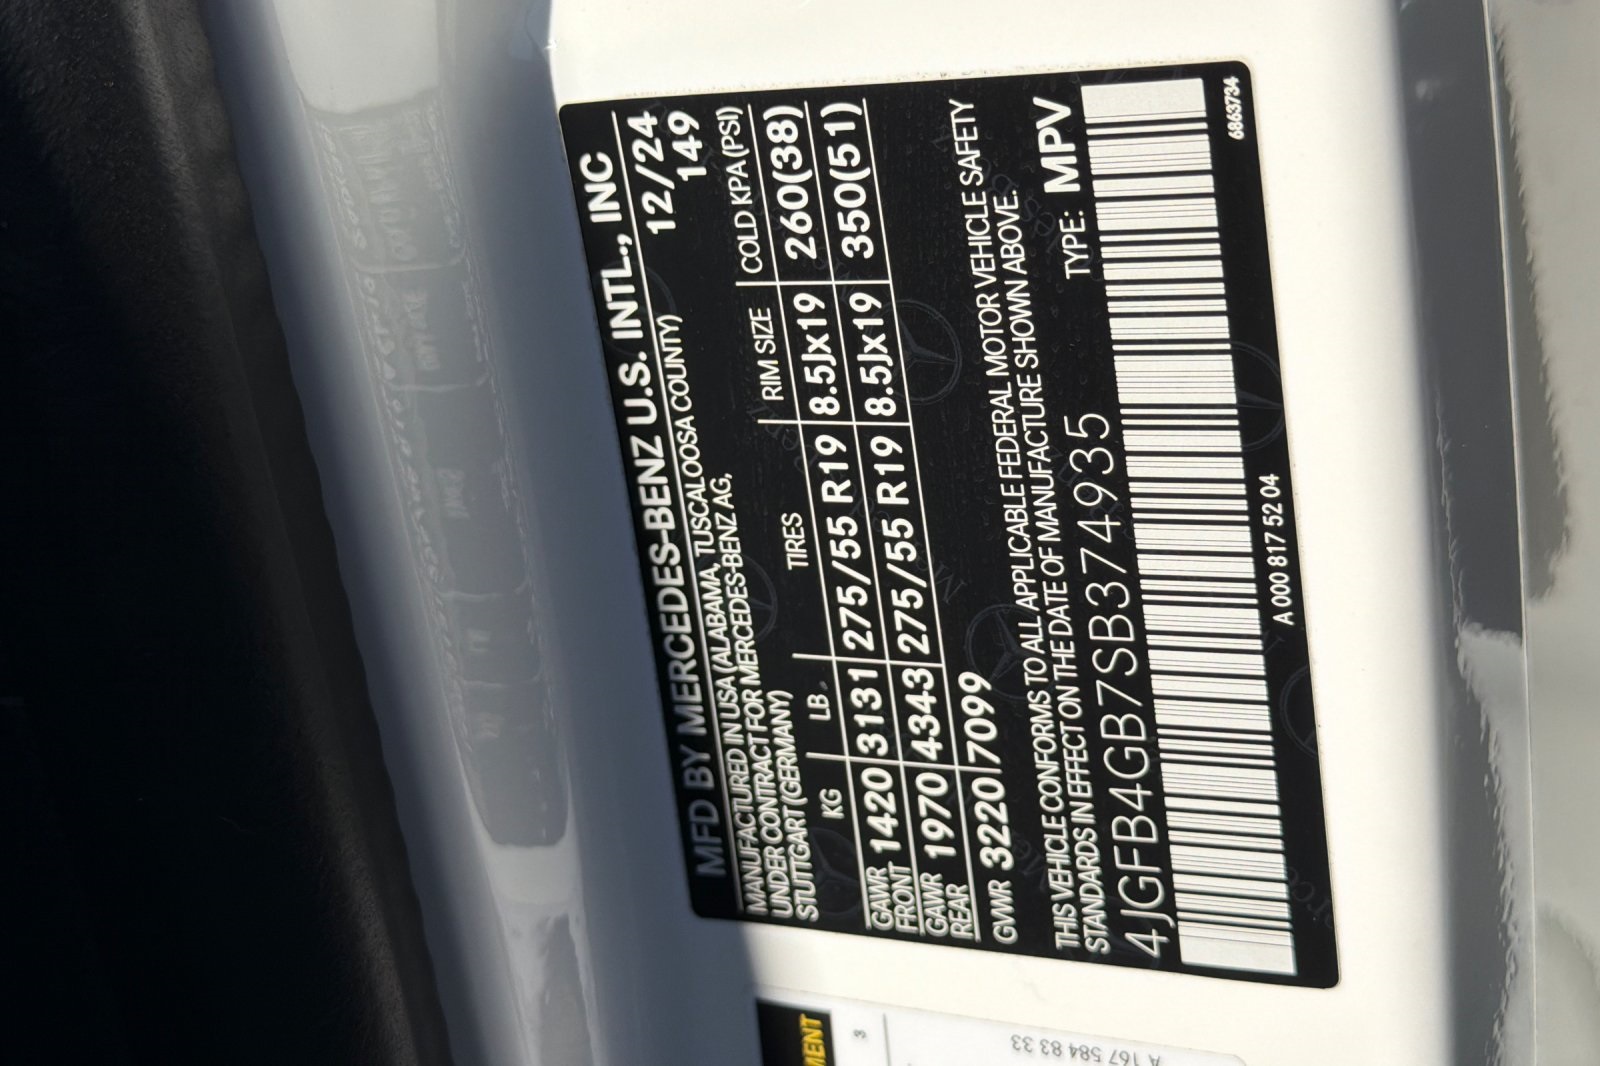 MFD BY MERCEDES-BENZ U.S. INTL., INC
MANUFACTURED IN USA (ALABAMA, TUSCALOOSA COUNTY) 12/24
UNDER CONTRACT FOR MERCEDES-BENZ AG, 149
STUTTGART (GERMANY)
KG LB. TIRES RIM SIZE COLD KPA (PSI)
GAWR FRONT 1420 3131 275/55 R19 8.5Jx19 260(38)
GAWR REAR 1970 4343 275/55 R19 8.5Jx19 350(51)
GVWR 3220 7099
THIS VEHICLE CONFORMS TO ALL APPLICABLE FEDERAL MOTOR VEHICLE SAFETY
STANDARDS IN EFFECT ON THE DATE OF MANUFACTURE SHOWN ABOVE.
4JGFB4GB7SB374935 TYPE: MPV
A 000 817 52 04 6863734
MENT
3
A 167 584 83 33